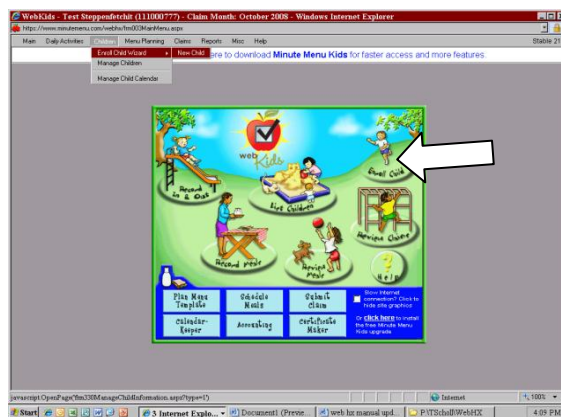 WebKids - Test Steppenfetchit (111000777) - Claim Month: October 2008 - Windows Internet Explorer
https://www.minutemenu.com/webhx/frm003MainMenu.aspx
Main Daily Activities Children Menu Planning Claims Reports Misc Help Stable 21
Enroll Child Wizard New Child ere to download Minute Menu Kids for faster access and more features.
Manage Children
Manage Child Calendar
web Kids
Enroll Child
Record In & Out
List Children
Review Claims
Record Meals
Review Meals
Help
Plan Menu Template
Schedule Meals
Submit Claim
Slow Internet connection? Click to hide site graphics
Calendar-Keeper
Accounting
Certificate Maker
Or click here to install the free Minute Menu Kids upgrade
javascript:OpenPage('frm330ManageChildInformation.aspx?type=1') Internet 100%
Start 3 Internet Explo... Document1 (Previe... web hx manual upd... P:\TScholl\WebHX 4:09 PM